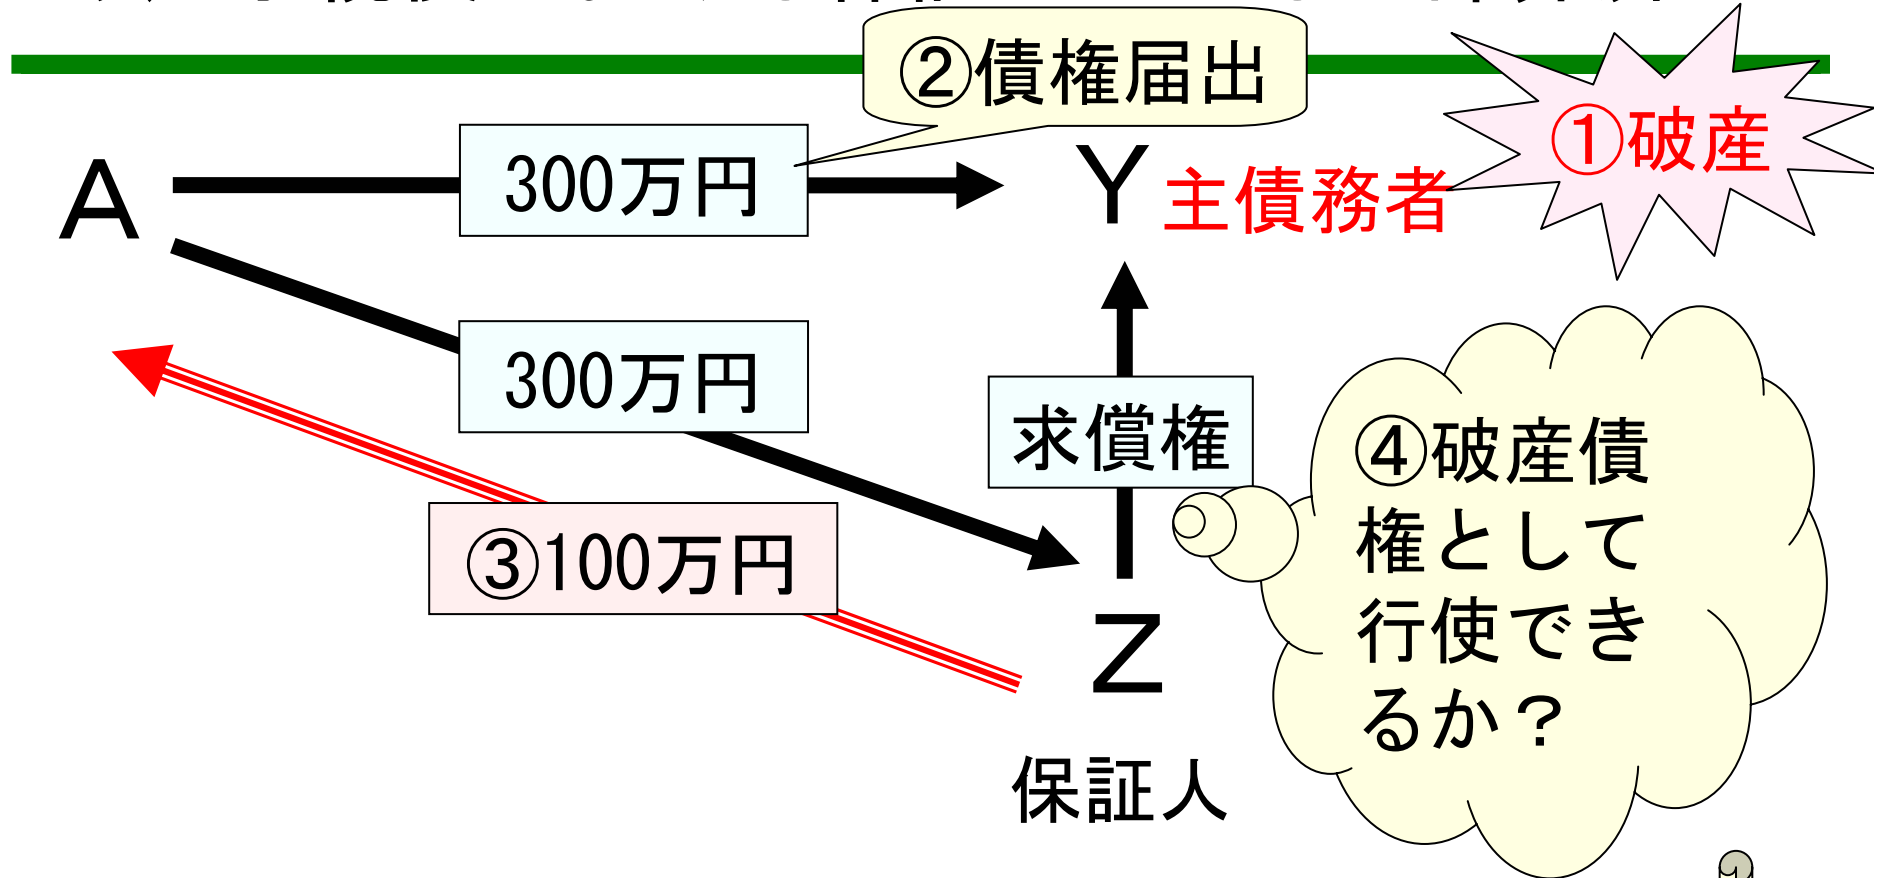 ②債権届出
①破産
A
300万円
Y
主債務者
300万円
求償権
④破産債
権として
行使でき
るか？
③100万円
Z
保証人